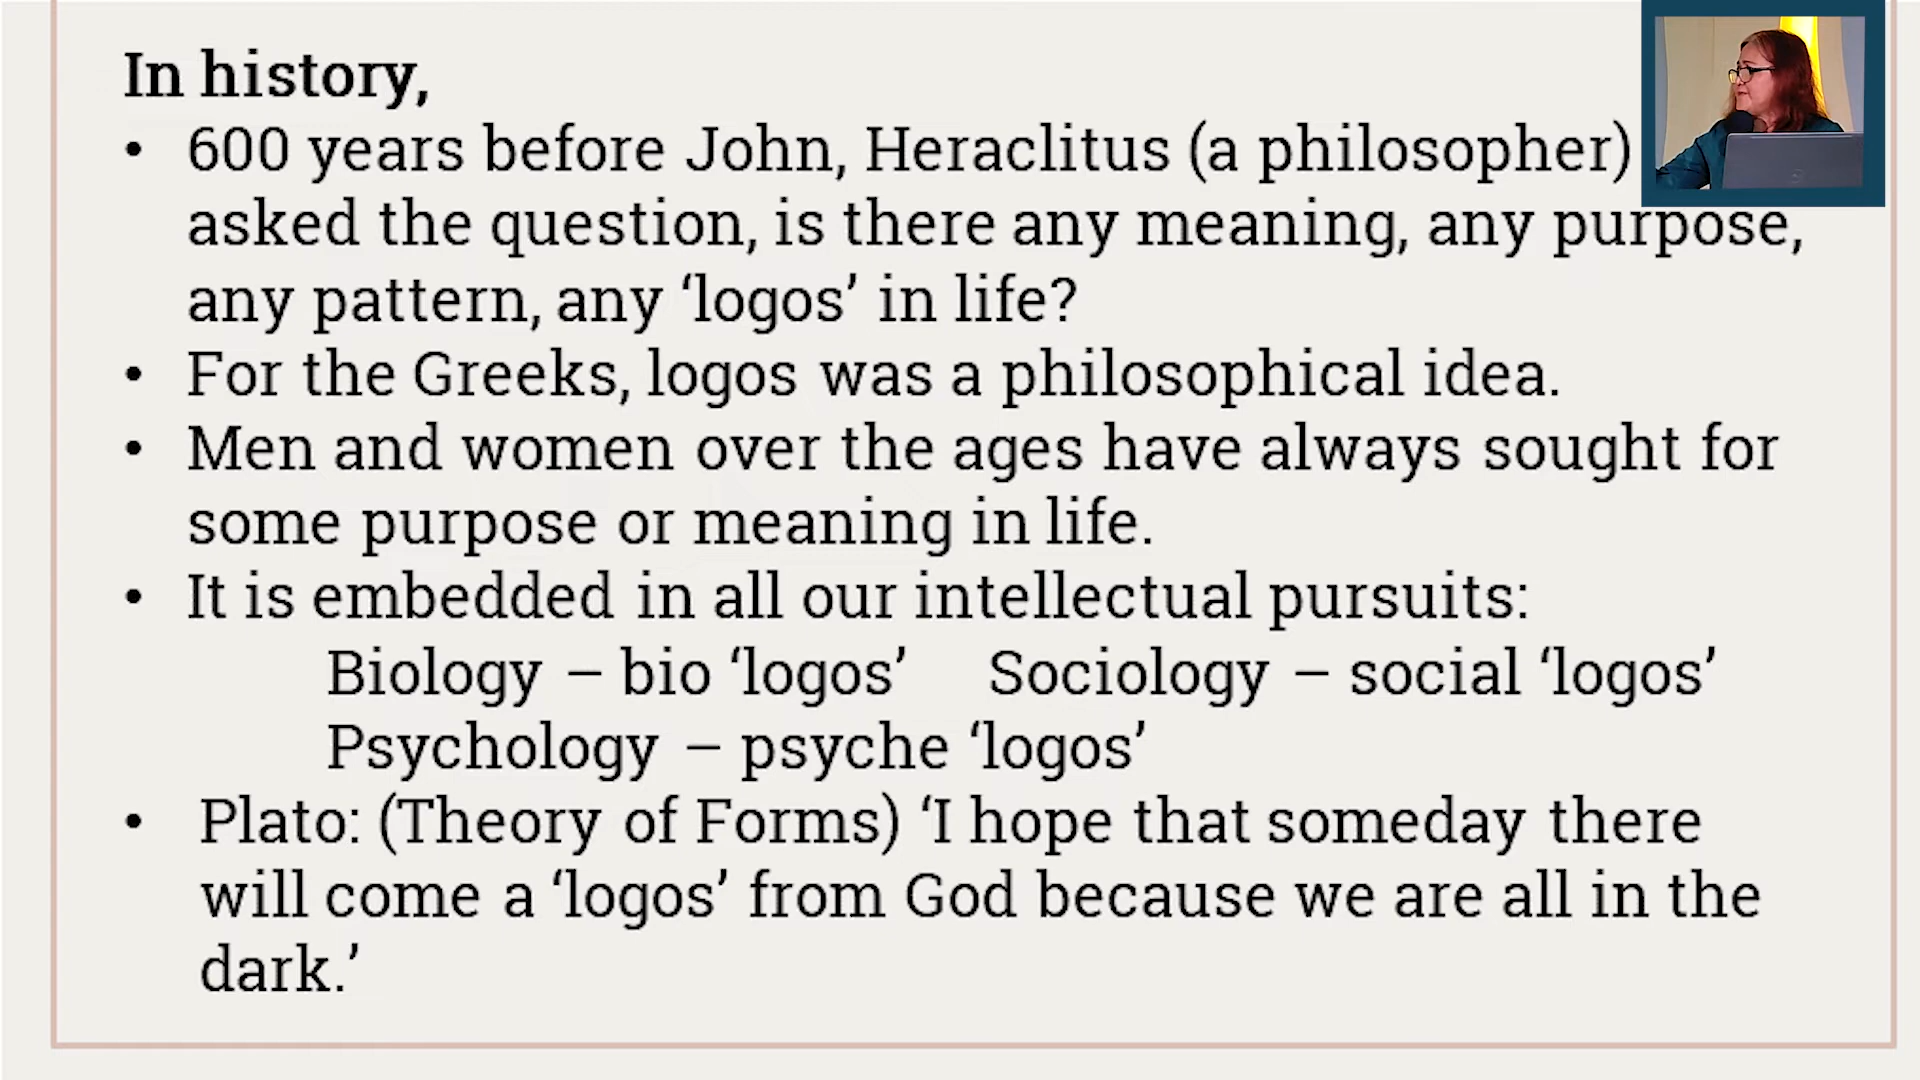 In history,
• 600 years before John, Heraclitus (a philosopher)
asked the question, is there any meaning, any purpose,
any pattern, any ‘logos’ in life?
• For the Greeks, logos was a philosophical idea.
• Men and women over the ages have always sought for
some purpose or meaning in life.
• It is embedded in all our intellectual pursuits:
Biology – bio ‘logos’ Sociology – social ‘logos’
Psychology – psyche ‘logos’
• Plato: (Theory of Forms) ‘I hope that someday there
will come a ‘logos’ from God because we are all in the
dark.’